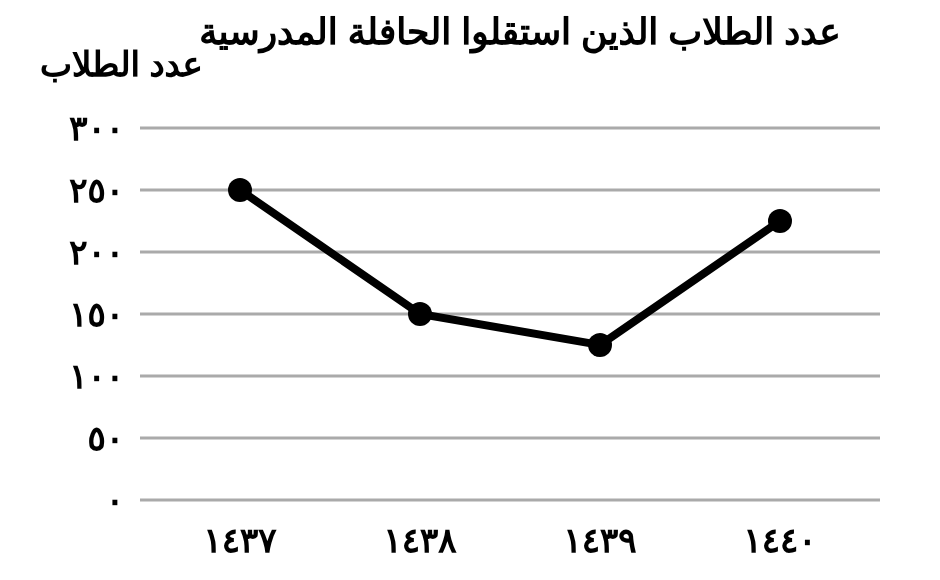 عدد الطلاب الذين استقلوا الحافلة المدرسية
عدد الطلاب
٣٠٠
٢٥٠
٢٠٠
١٥٠
١٠٠
٥٠
٠
١٤٣٧ ١٤٣٨ ١٤٣٩ ١٤٤٠